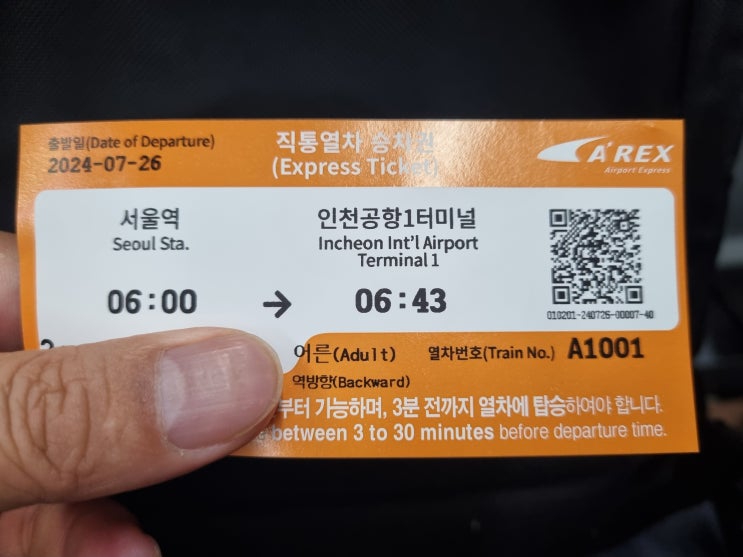 출발일(Date of Departure)
2024-07-26
직통열차 승차권
(Express Ticket)
A'REX
Airport Express
서울역
Seoul Sta.
06:00
→
인천공항1터미널
Incheon Int'l Airport
Terminal 1
06:43
010201-240726-00007-40
어른(Adult) 열차번호(Train No.) A1001
역방향(Backward)
부터 가능하며, 3분 전까지 열차에 탑승하여야 합니다.
between 3 to 30 minutes before departure time.